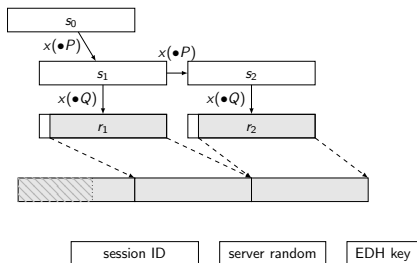 s₀
x(•P)
x(•P)
s₁
s₂
x(•Q)
x(•Q)
r₁
r₂
session ID
server random
EDH key